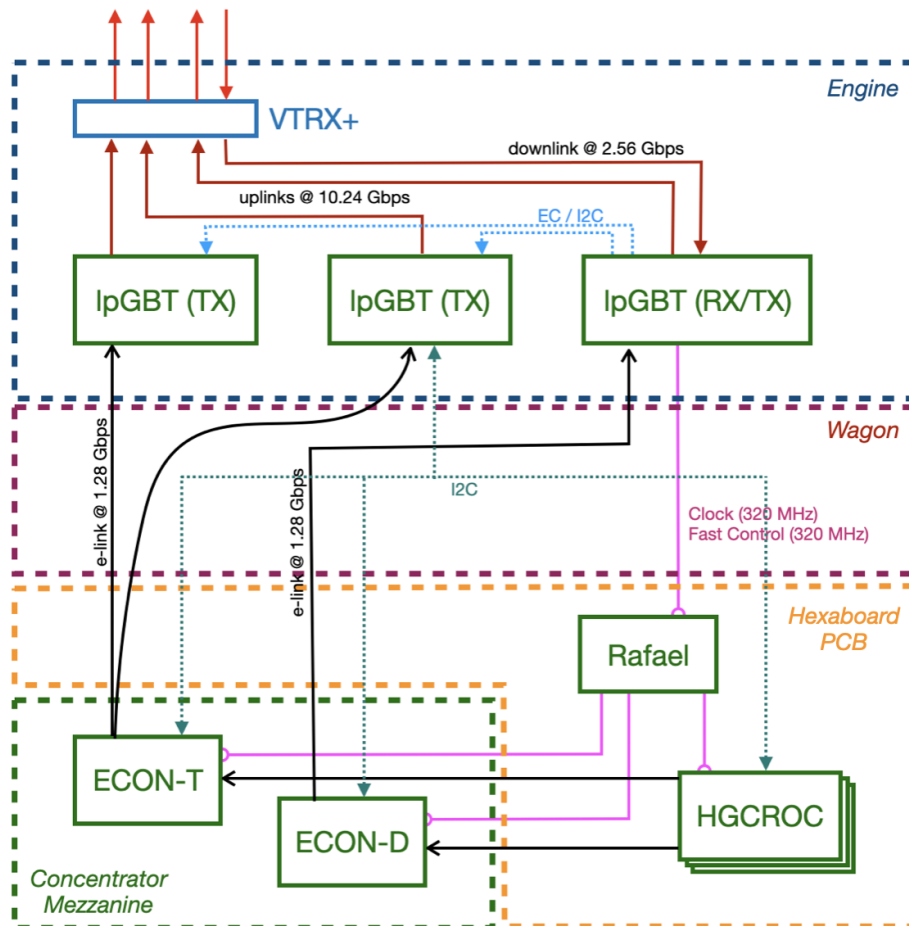 Engine
VTRX+
downlink @ 2.56 Gbps
uplinks @ 10.24 Gbps
EC / I2C
lpGBT (TX)
lpGBT (TX)
lpGBT (RX/TX)
Wagon
e-link @ 1.28 Gbps
e-link @ 1.28 Gbps
I2C
Clock (320 MHz)
Fast Control (320 MHz)
Hexaboard
PCB
Rafael
ECON-T
ECON-D
HGCROC
Concentrator
Mezzanine